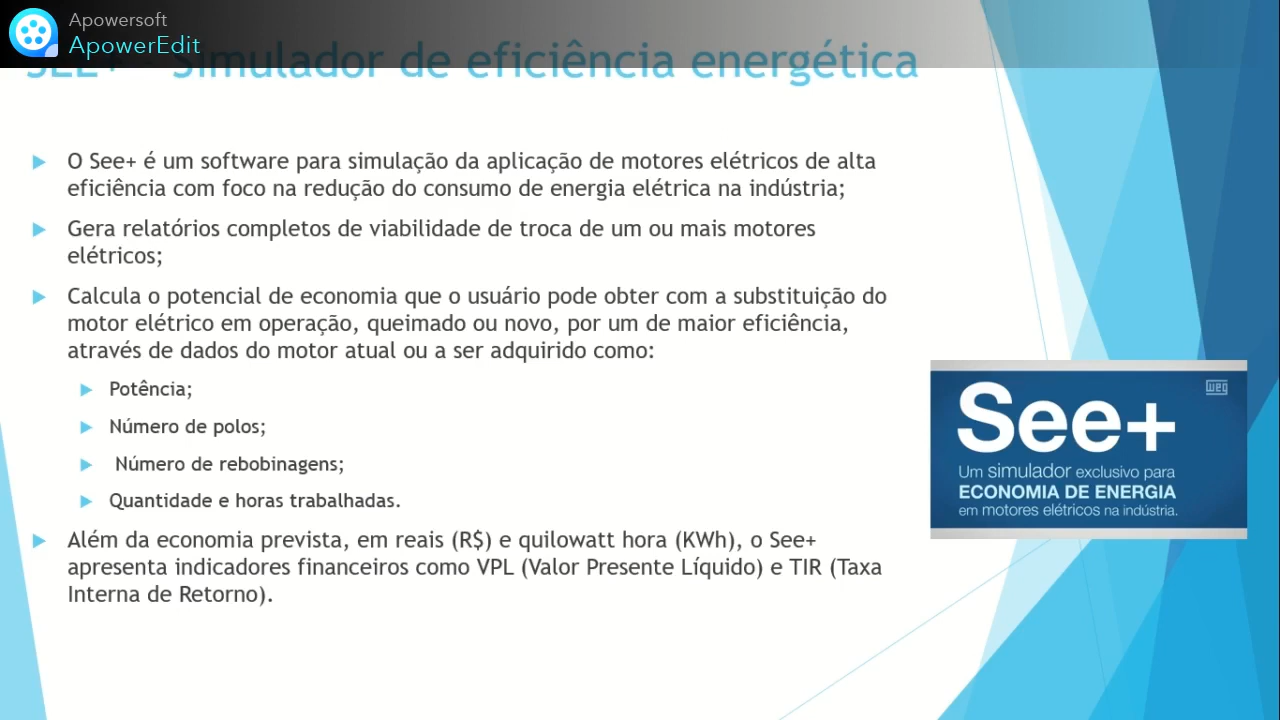 Apowersoft
ApowerEdit
SEE+ - Simulador de eficiência energética
O See+ é um software para simulação da aplicação de motores elétricos de alta
eficiência com foco na redução do consumo de energia elétrica na indústria;
Gera relatórios completos de viabilidade de troca de um ou mais motores
elétricos;
Calcula o potencial de economia que o usuário pode obter com a substituição do
motor elétrico em operação, queimado ou novo, por um de maior eficiência,
através de dados do motor atual ou a ser adquirido como:
Potência;
Número de polos;
Número de rebobinagens;
Quantidade e horas trabalhadas.
Além da economia prevista, em reais (R$) e quilowatt hora (KWh), o See+
apresenta indicadores financeiros como VPL (Valor Presente Líquido) e TIR (Taxa
Interna de Retorno).
weg
See+
Um simulador exclusivo para
ECONOMIA DE ENERGIA
em motores elétricos na indústria.